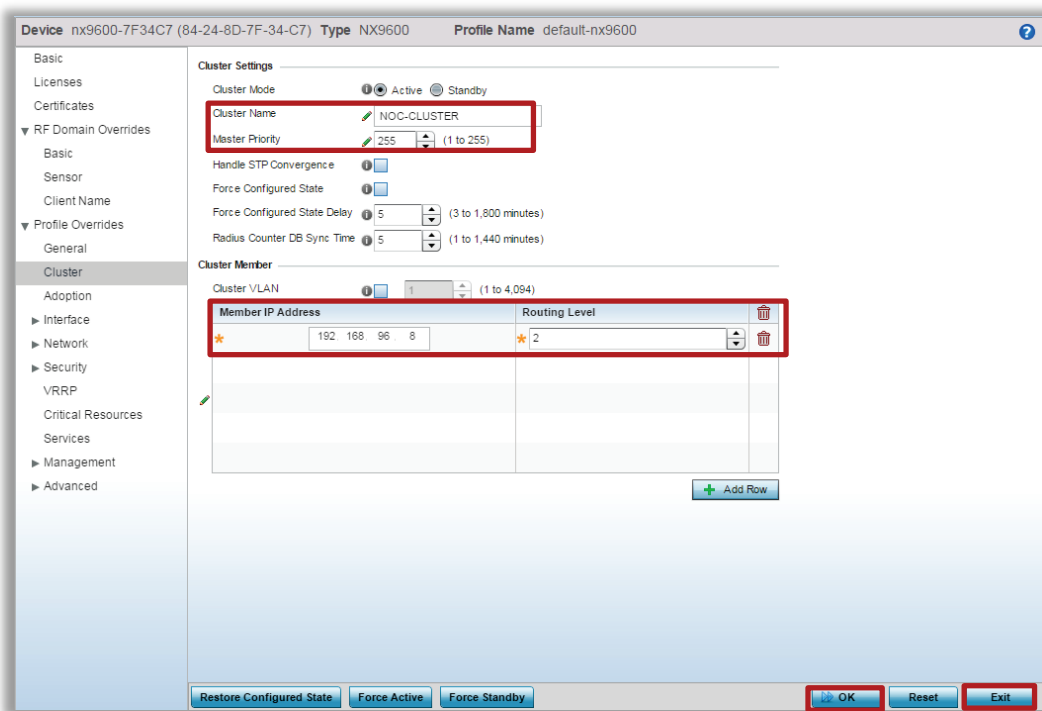 Device nx9600-7F34C7 (84-24-8D-7F-34-C7) Type NX9600 Profile Name default-nx9600 ?
Basic
Licenses
Certificates
RF Domain Overrides
Basic
Sensor
Client Name
Profile Overrides
General
Cluster
Adoption
Interface
Network
Security
VRRP
Critical Resources
Services
Management
Advanced
Cluster Settings
Cluster Mode Active Standby
Cluster Name NOC-CLUSTER
Master Priority 255 (1 to 255)
Handle STP Convergence
Force Configured State
Force Configured State Delay 5 (3 to 1,800 minutes)
Radius Counter DB Sync Time 5 (1 to 1,440 minutes)
Cluster Member
Cluster VLAN 1 (1 to 4,094)
Member IP Address Routing Level
* 192. 168. 96 . 8 * 2
+ Add Row
Restore Configured State Force Active Force Standby OK Reset Exit